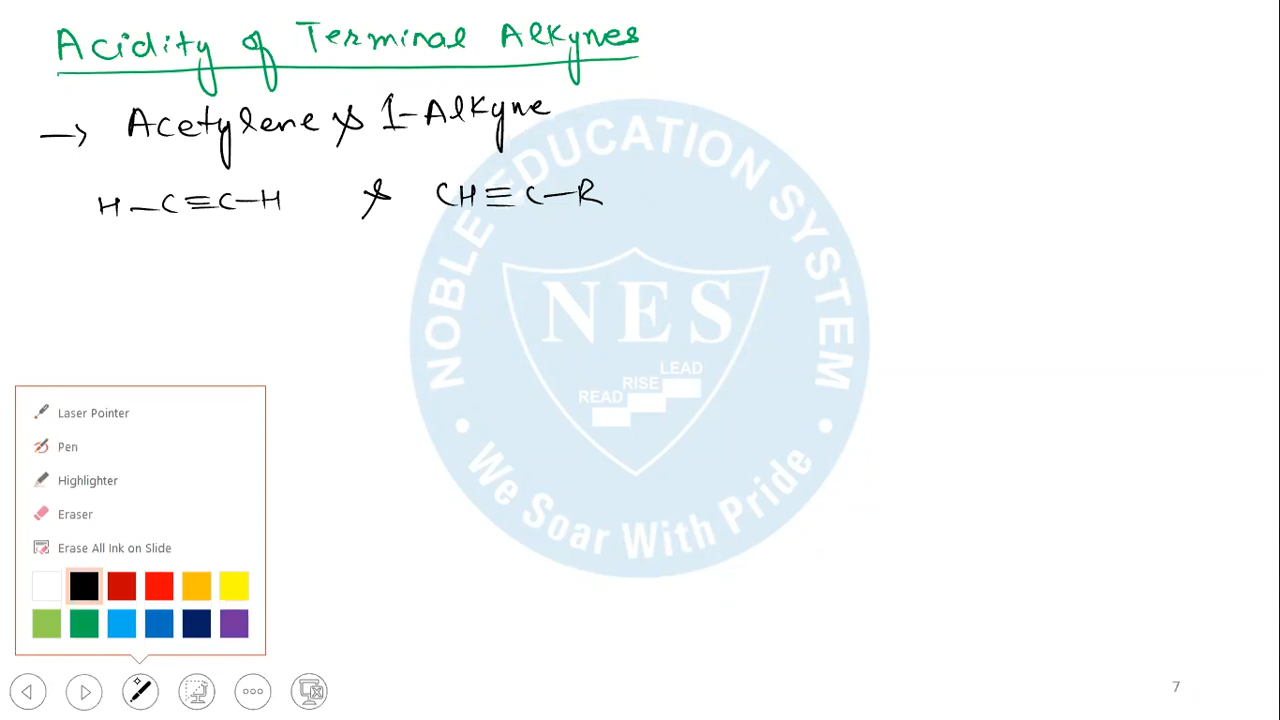 Acidity of Terminal Alkynes
→ Acetylene & 1-Alkyne
H—C≡C—H & CH≡C—R
NOBLE EDUCATION SYSTEM
NES
LEAD
RISE
READ
• We Soar With Pride •
Laser Pointer
Pen
Highlighter
Eraser
Erase All Ink on Slide
7